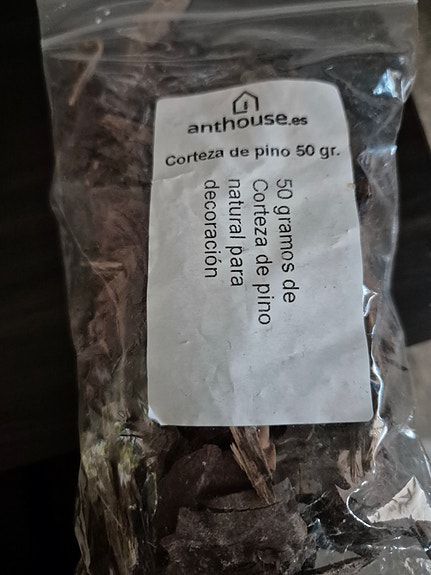 anthouse.es
Corteza de pino 50 gr.
50 gramos de
Corteza de pino
natural para
decoración